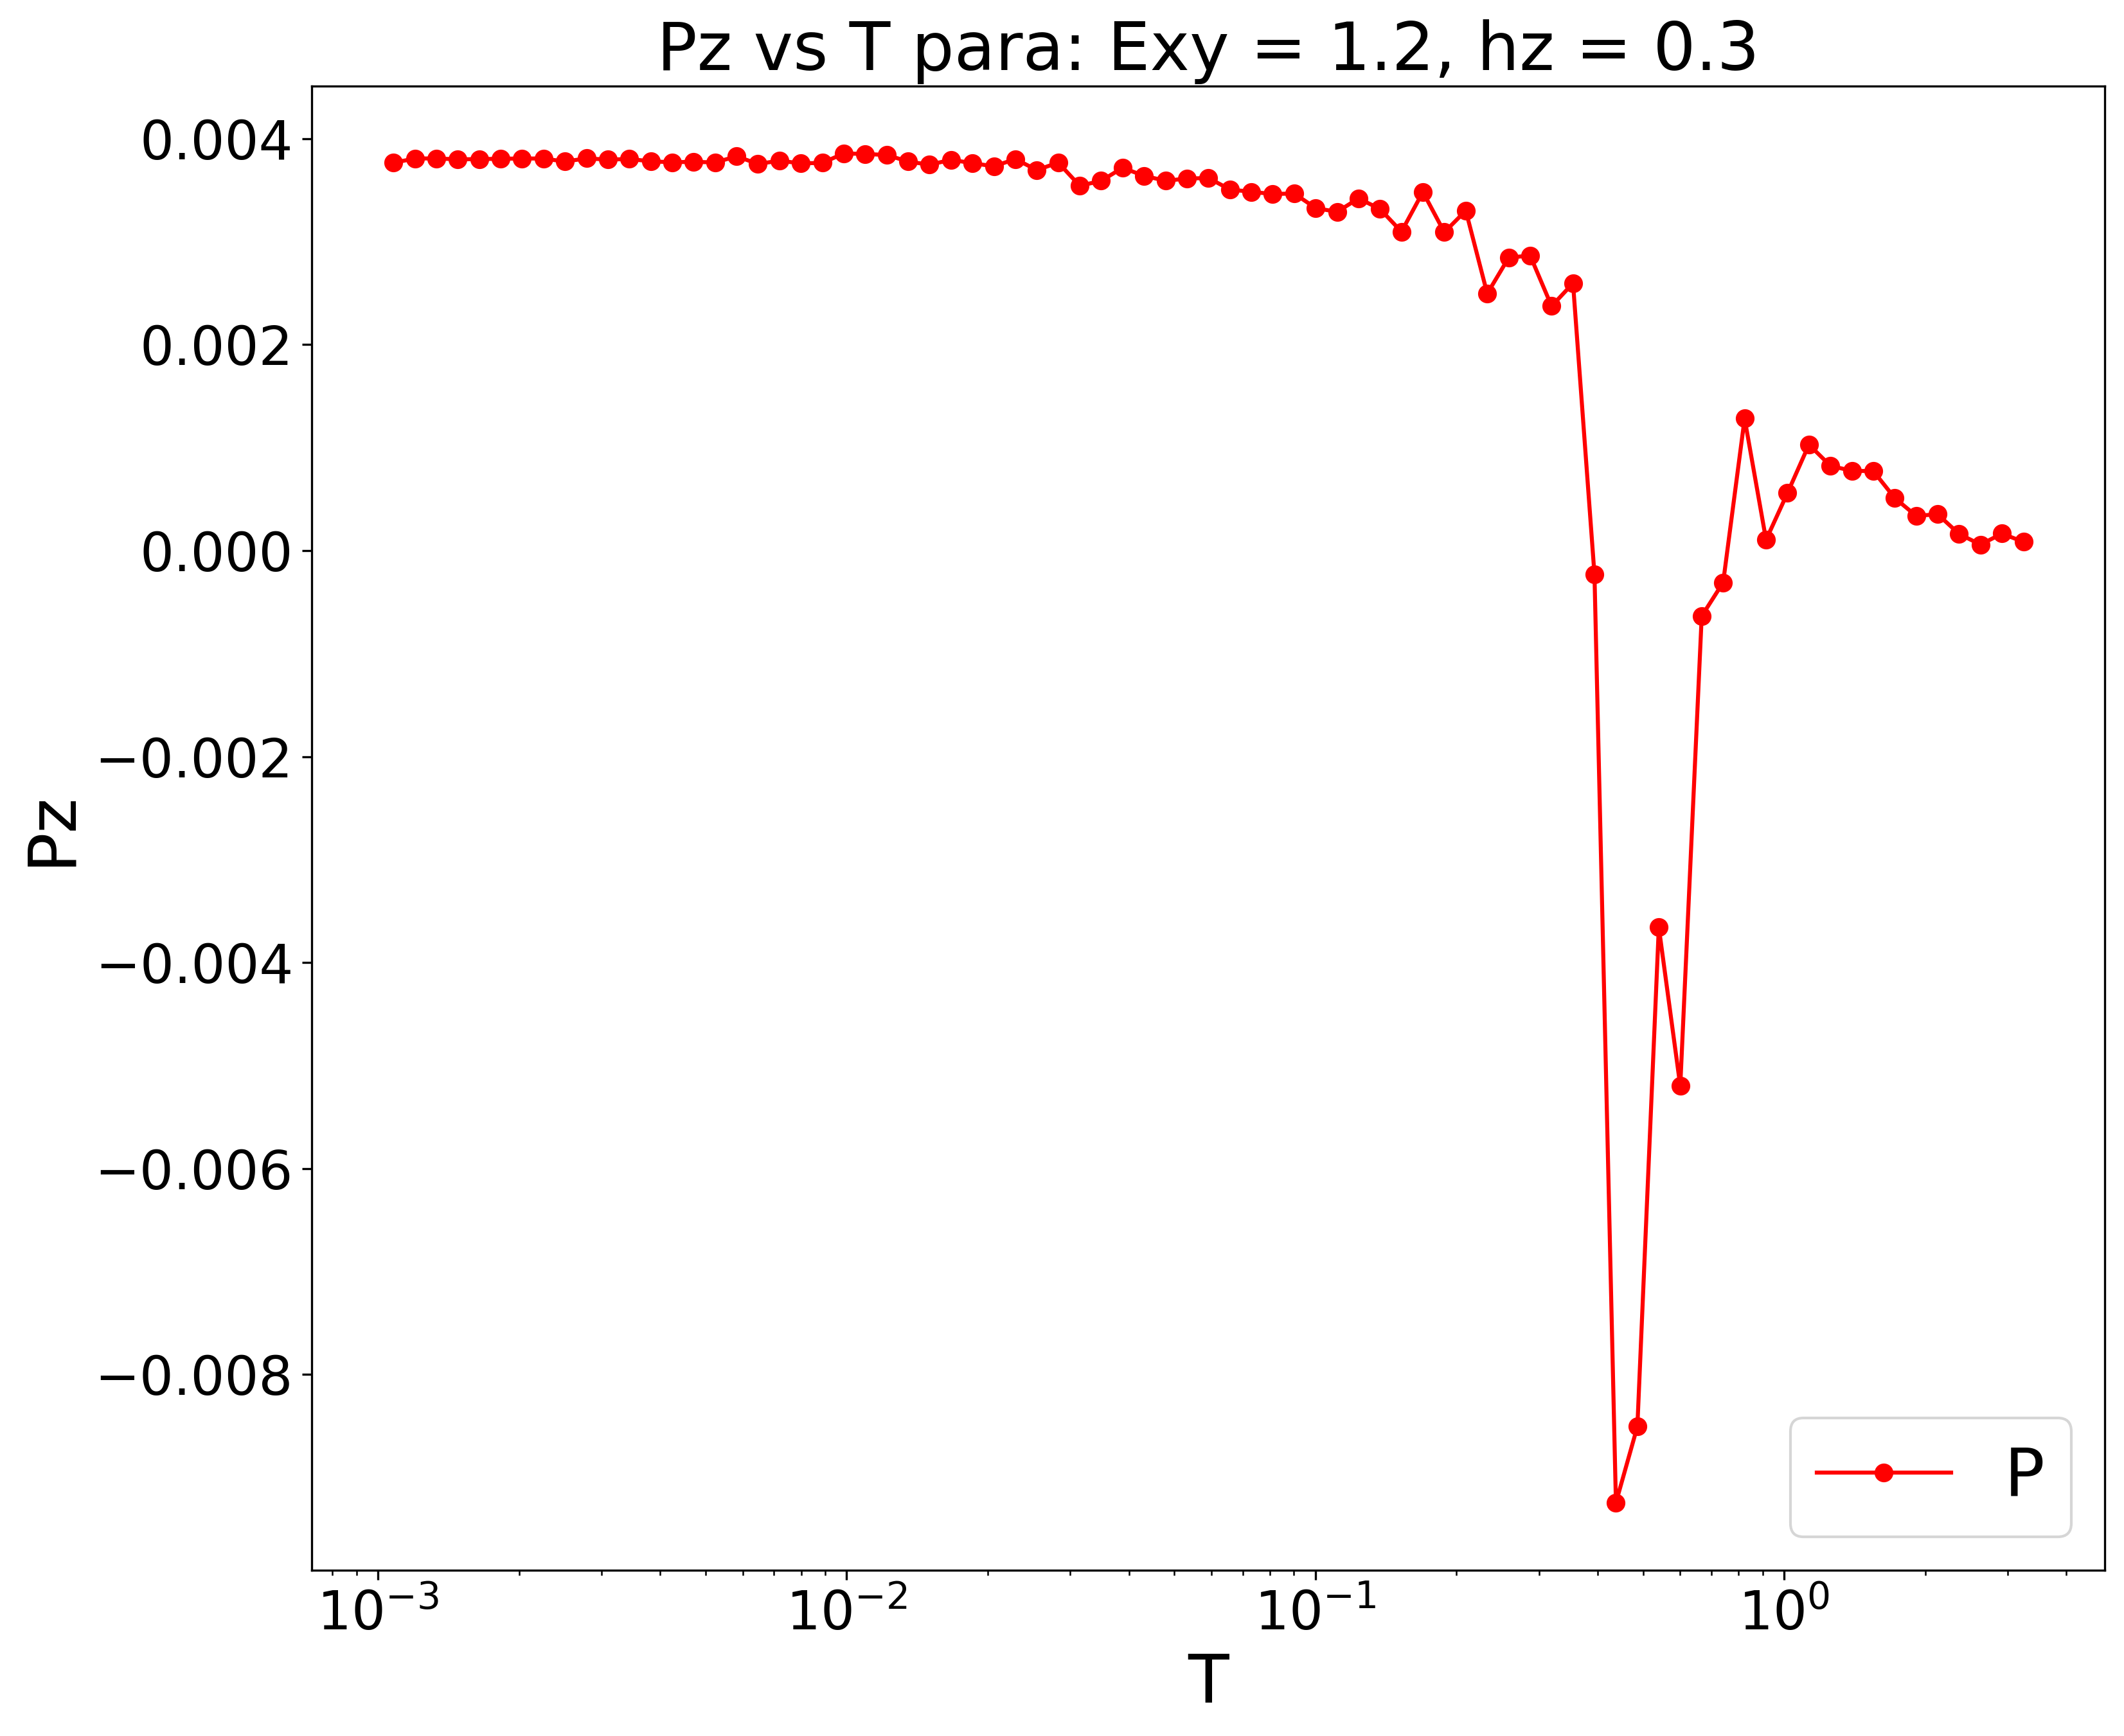 Pz vs T para: Exy = 1.2, hz = 0.3
0.004
0.002
0.000
−0.002
−0.004
−0.006
−0.008
Pz
P
10⁻³ 10⁻² 10⁻¹ 10⁰
T